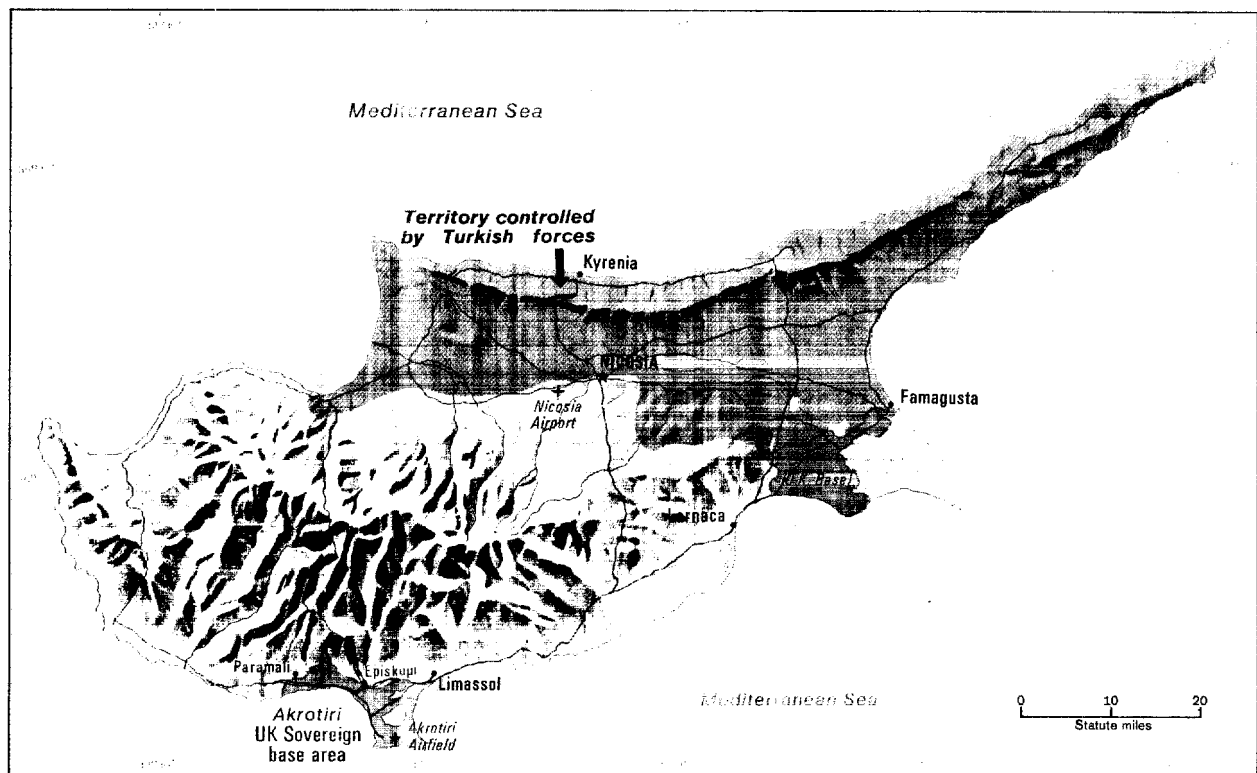 Mediterranean Sea
Territory controlled
by Turkish forces
Kyrenia
NICOSIA
Nicosia
Airport
Famagusta
Larnaca
Paramali
Episkopi
Limassol
Akrotiri
UK Sovereign
base area
Akrotiri
Airfield
Mediterranean Sea
0 10 20
Statute miles